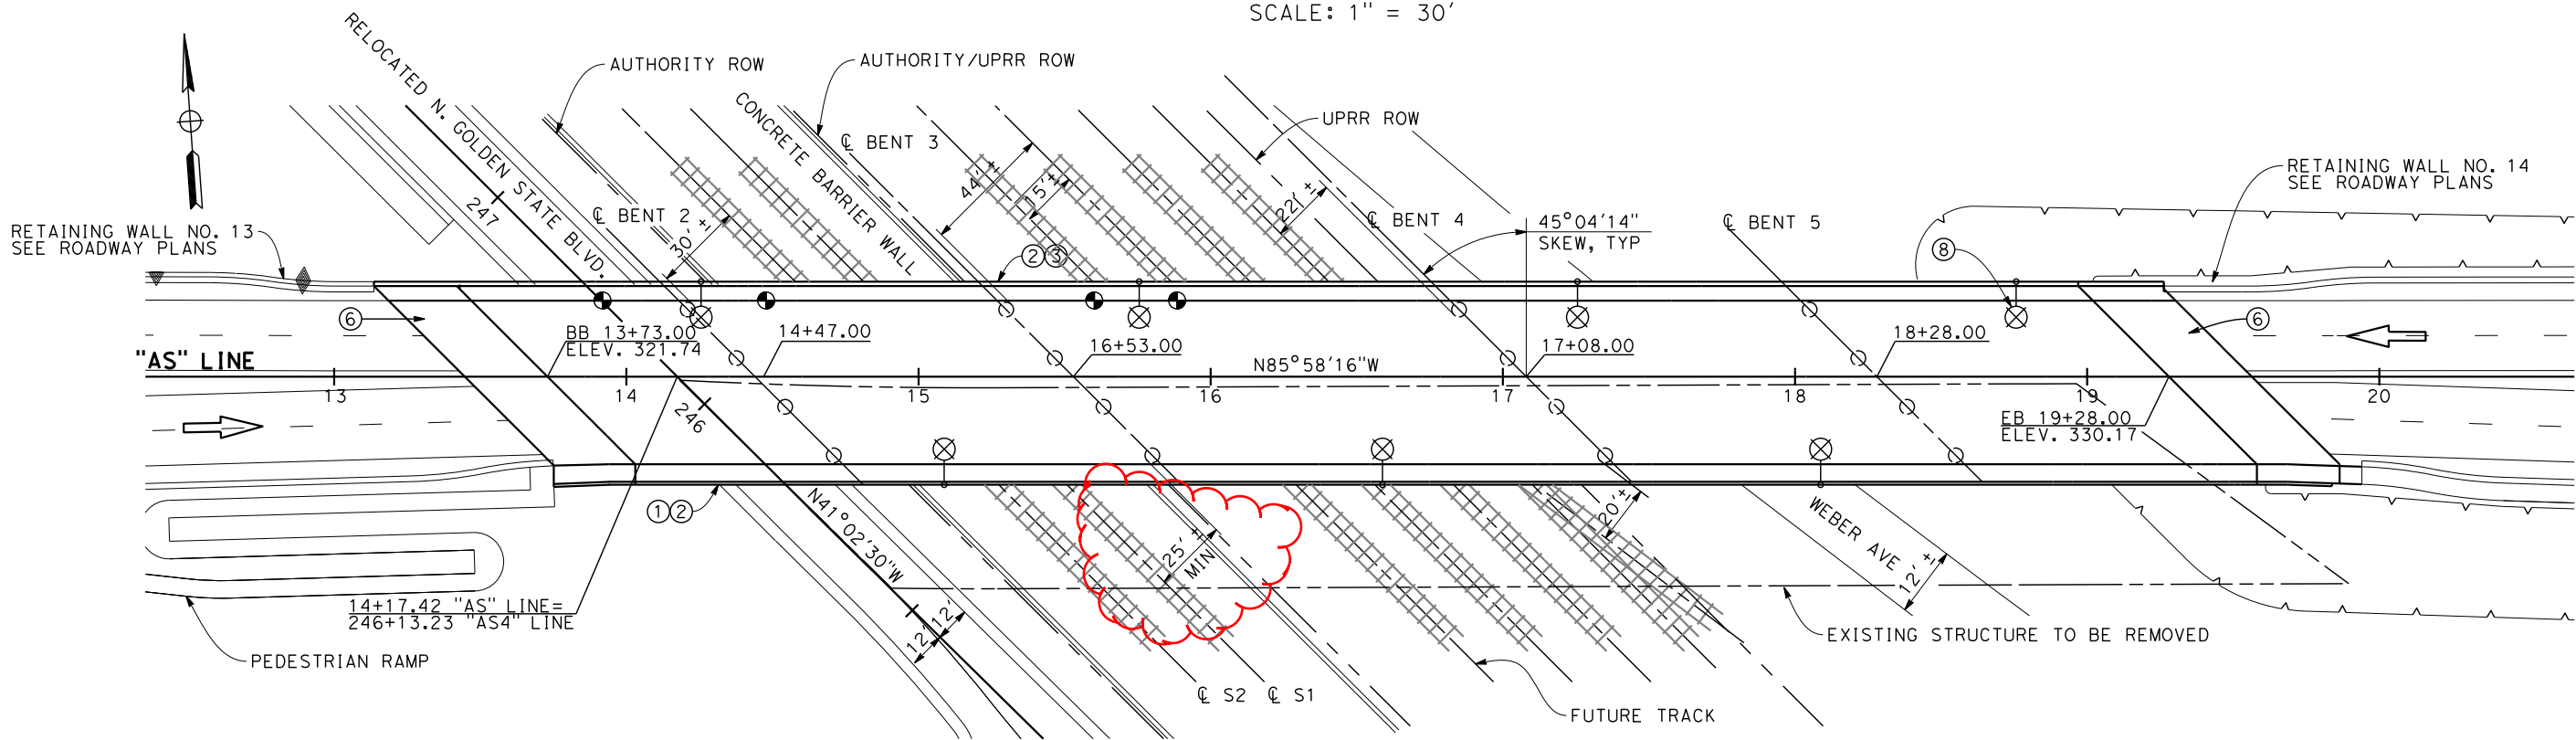 SCALE: 1" = 30'
RELOCATED N. GOLDEN STATE BLVD.
AUTHORITY ROW
AUTHORITY/UPRR ROW
CONCRETE BARRIER WALL
℄ BENT 3
UPRR ROW
RETAINING WALL NO. 14
SEE ROADWAY PLANS
44' ±
15' ±
22' ±
247
℄ BENT 2
30' ±
℄ BENT 4
45°04'14"
SKEW, TYP
℄ BENT 5
RETAINING WALL NO. 13
SEE ROADWAY PLANS
2 3
8
6
BB 13+73.00
ELEV. 321.74
14+47.00
16+53.00
17+08.00
18+28.00
6
"AS" LINE
N85°58'16"W
13
14
15
16
17
18
19
20
246
EB 19+28.00
ELEV. 330.17
1 2
N41°02'30"W
25' ±
MIN
20' ±
WEBER AVE
12' ±
14+17.42 "AS" LINE=
246+13.23 "AS4" LINE
12' 12'
EXISTING STRUCTURE TO BE REMOVED
PEDESTRIAN RAMP
℄ S2 ℄ S1
FUTURE TRACK